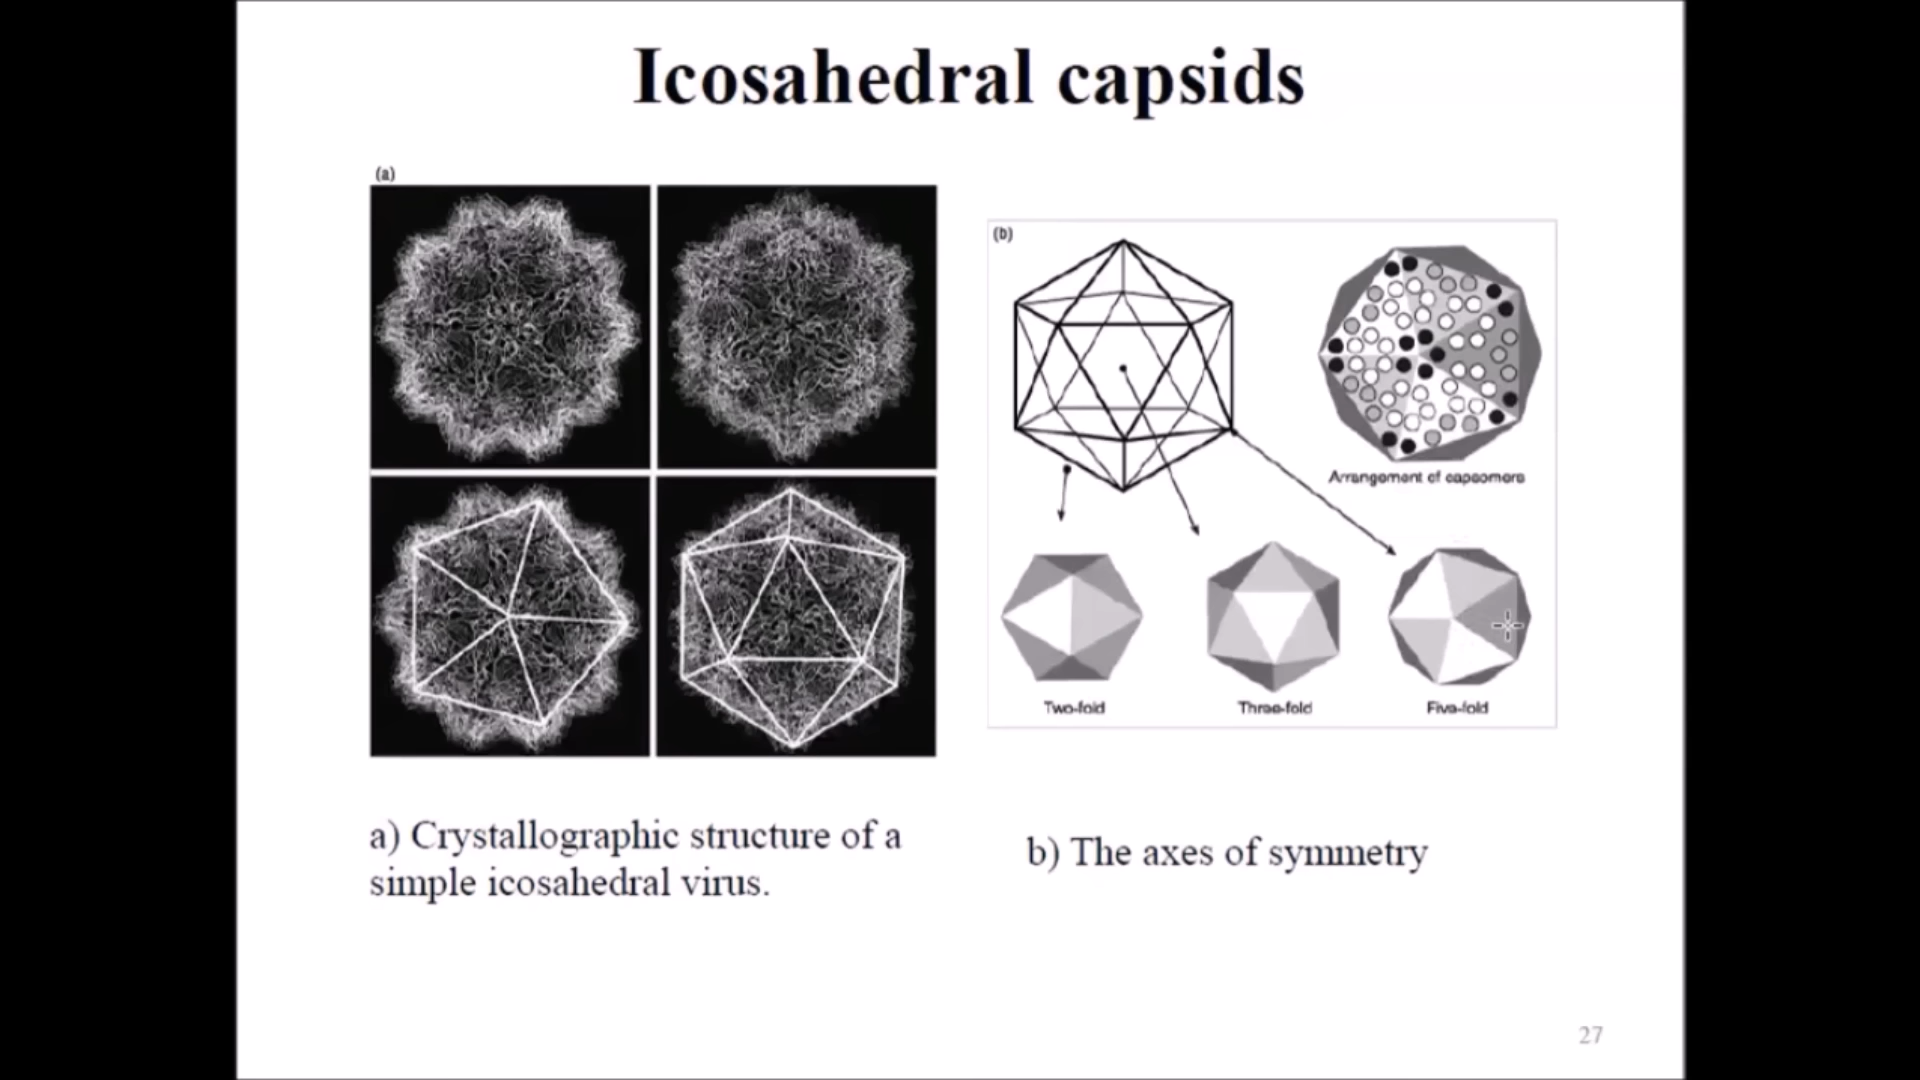 Icosahedral capsids
(a)
(b)
Arrangement of capsomers
Two-fold
Three-fold
Five-fold
a) Crystallographic structure of a
simple icosahedral virus.
b) The axes of symmetry
27